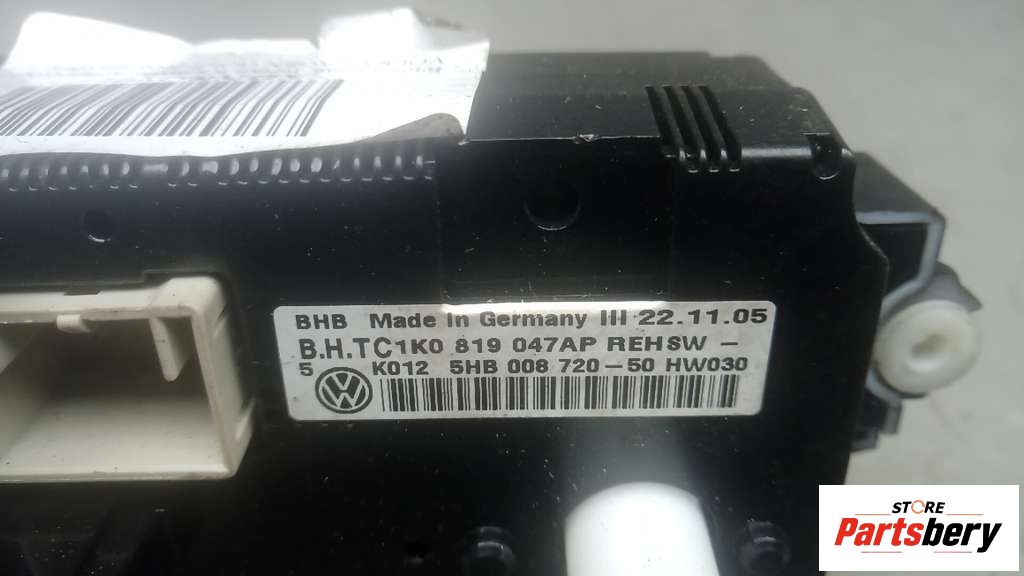 BHB Made In Germany III 22.11.05
B.H.TC1K0 819 047AP REHSW -
5 K012 5HB 008 720-50 HW030
VW
STORE
Partsbery